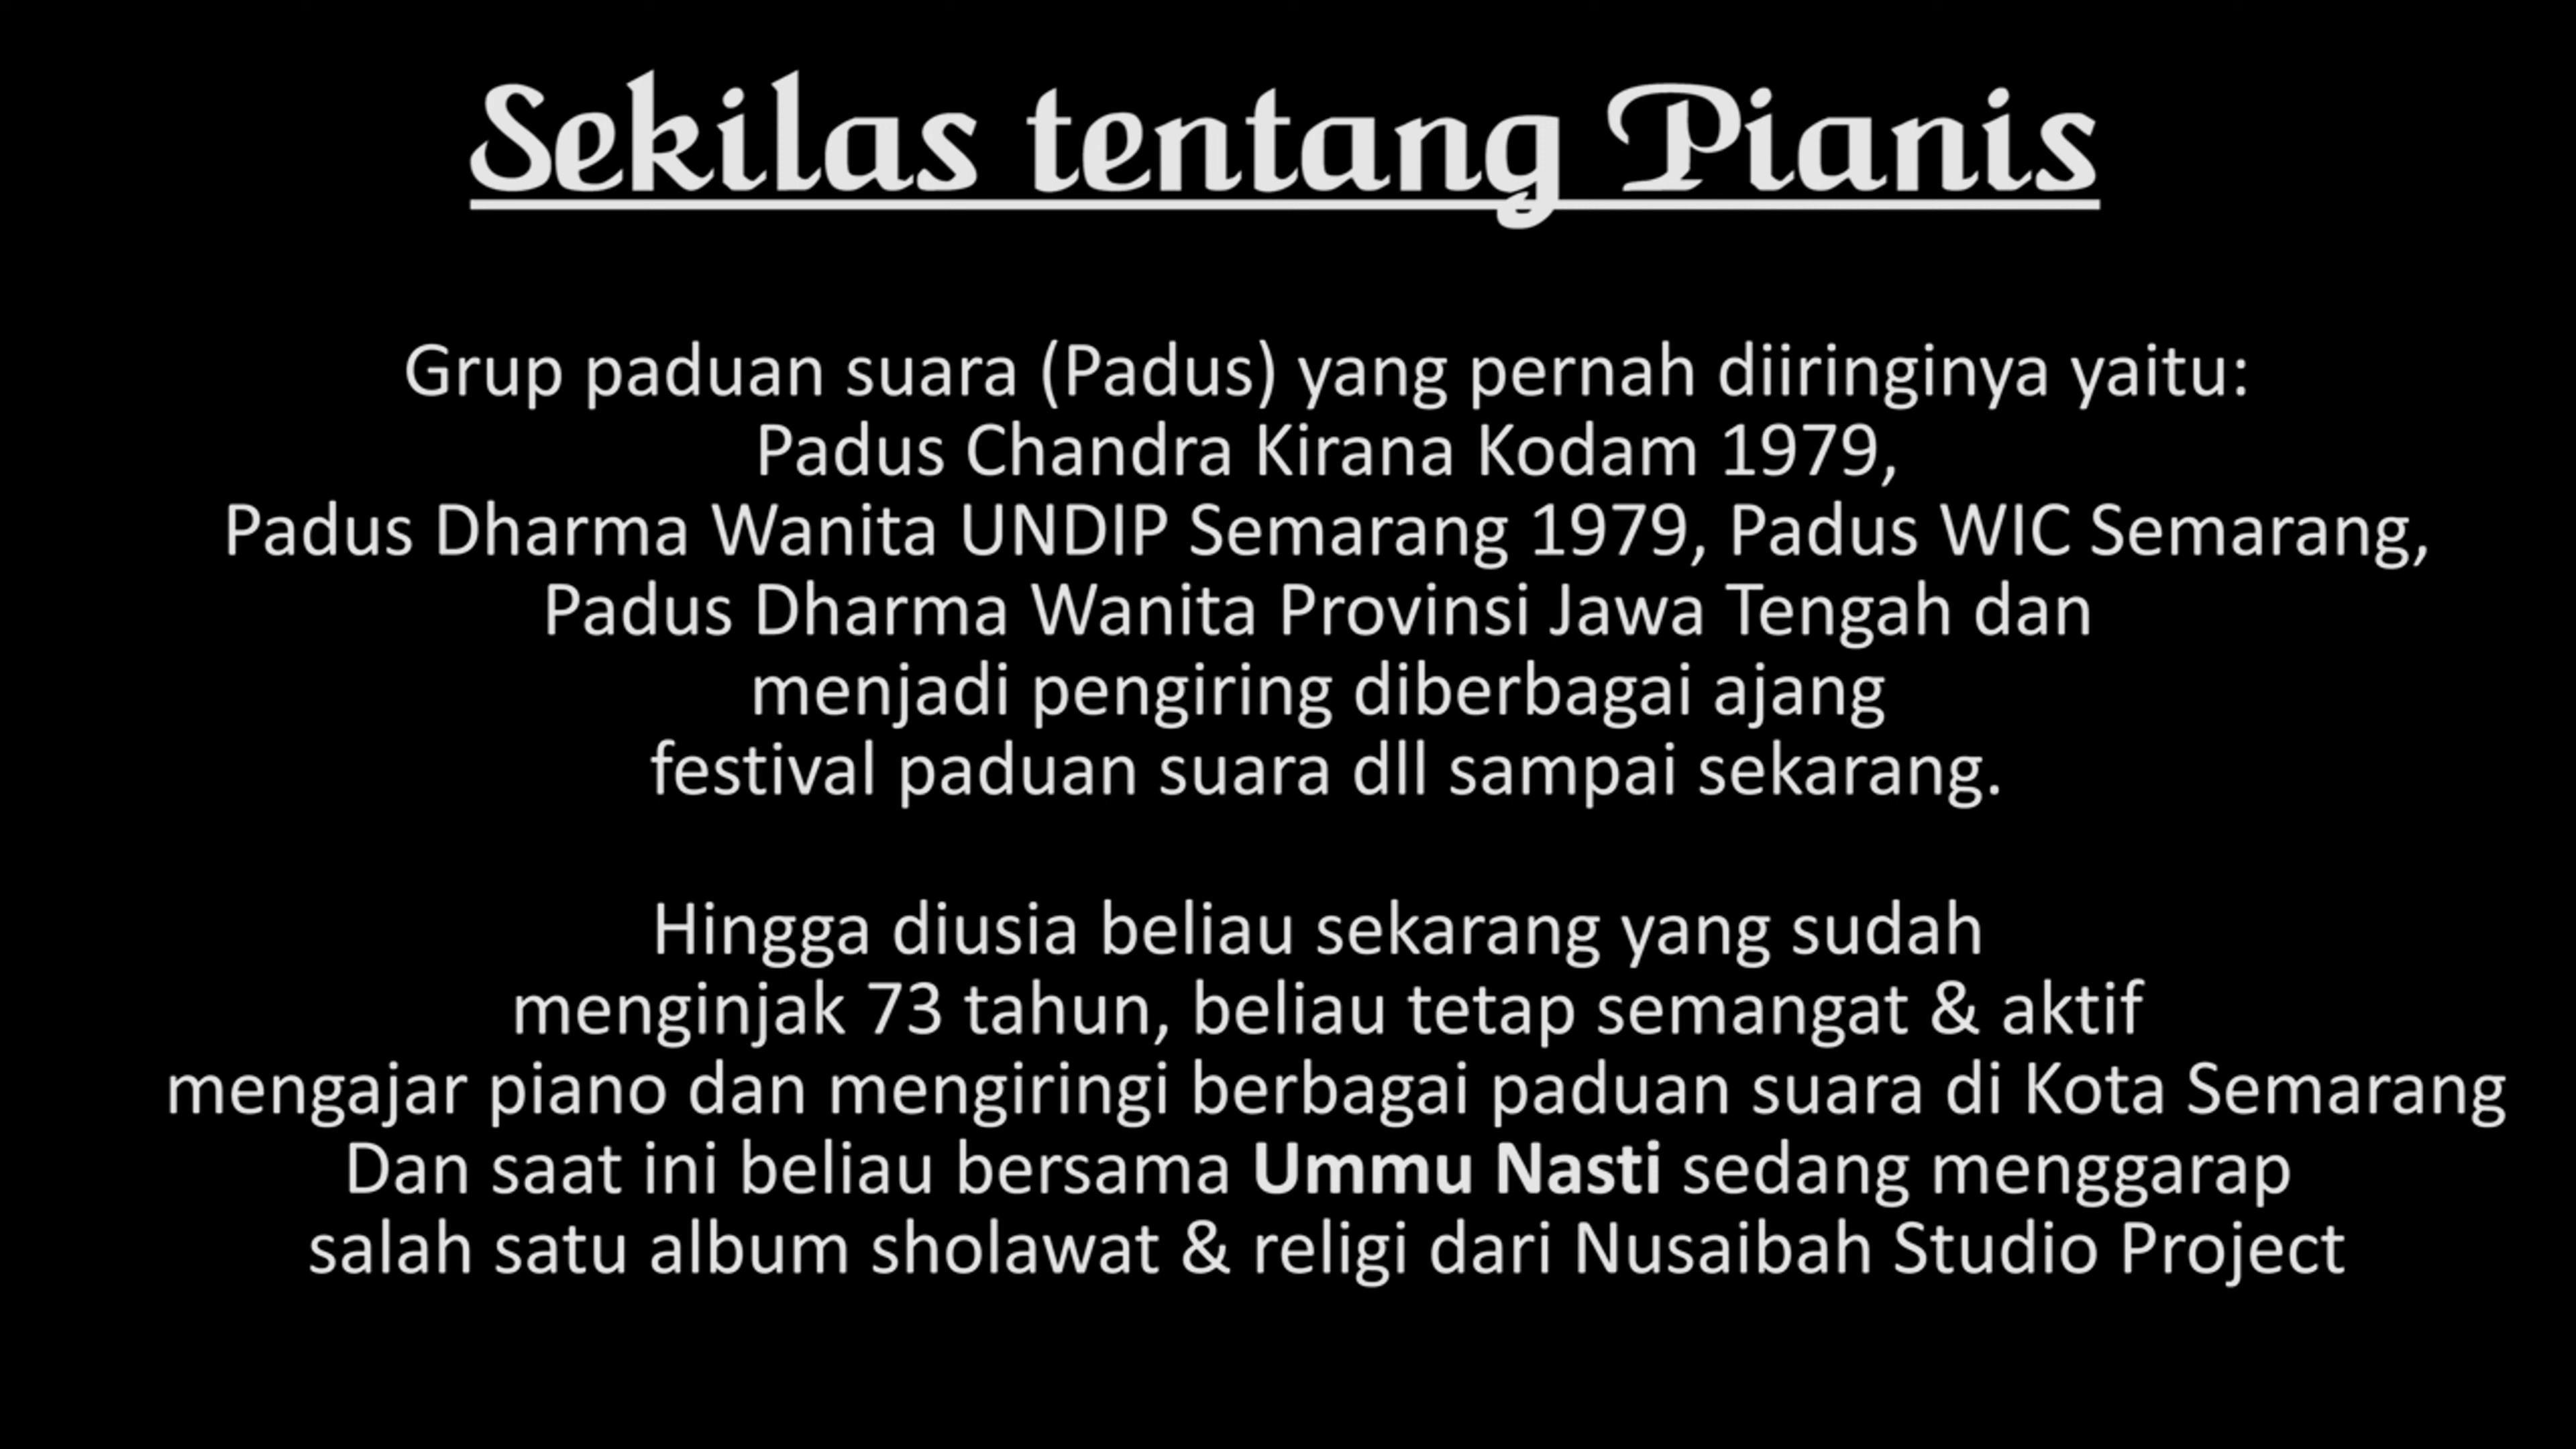 Sekilas tentang Pianis
Grup paduan suara (Padus) yang pernah diiringinya yaitu:
Padus Chandra Kirana Kodam 1979,
Padus Dharma Wanita UNDIP Semarang 1979, Padus WIC Semarang,
Padus Dharma Wanita Provinsi Jawa Tengah dan
menjadi pengiring diberbagai ajang
festival paduan suara dll sampai sekarang.
Hingga diusia beliau sekarang yang sudah
menginjak 73 tahun, beliau tetap semangat & aktif
mengajar piano dan mengiringi berbagai paduan suara di Kota Semarang
Dan saat ini beliau bersama Ummu Nasti sedang menggarap
salah satu album sholawat & religi dari Nusaibah Studio Project